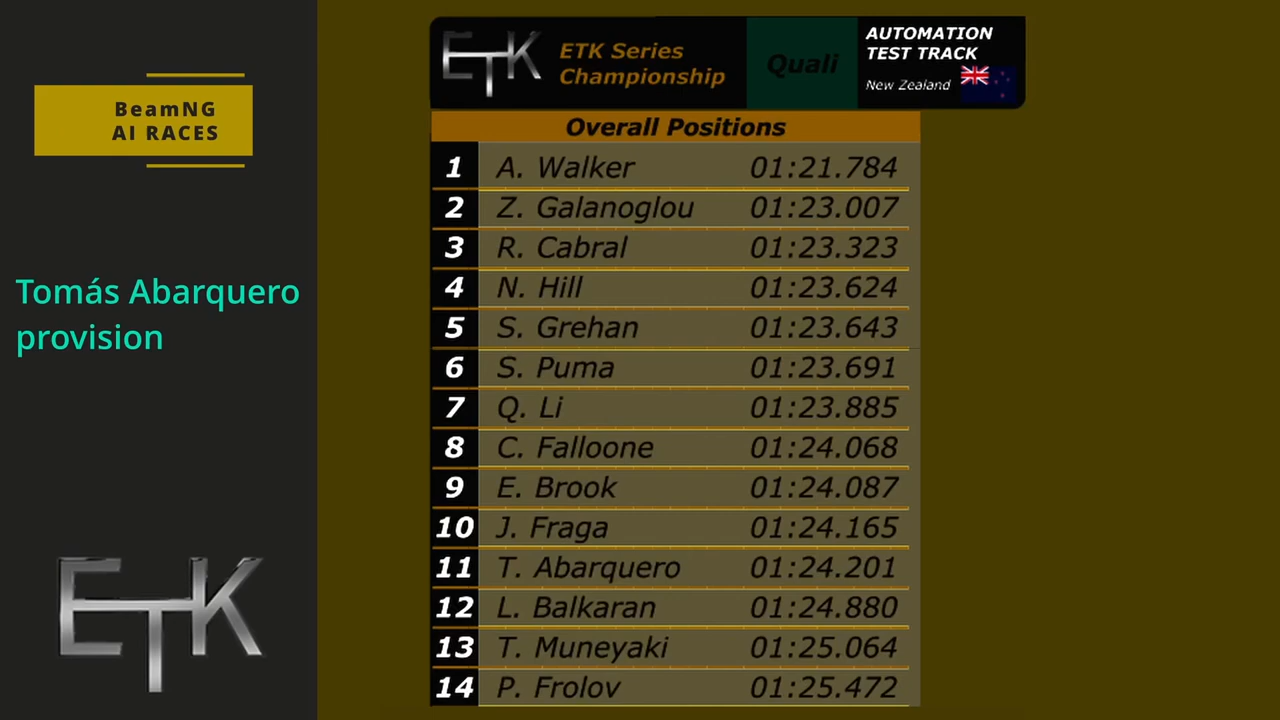 BeamNG
AI RACES
Tomás Abarquero
provision
ETK
ETK
ETK Series
Championship
Quali
AUTOMATION
TEST TRACK
New Zealand
Overall Positions
1 A. Walker 01:21.784
2 Z. Galanoglou 01:23.007
3 R. Cabral 01:23.323
4 N. Hill 01:23.624
5 S. Grehan 01:23.643
6 S. Puma 01:23.691
7 Q. Li 01:23.885
8 C. Falloone 01:24.068
9 E. Brook 01:24.087
10 J. Fraga 01:24.165
11 T. Abarquero 01:24.201
12 L. Balkaran 01:24.880
13 T. Muneyaki 01:25.064
14 P. Frolov 01:25.472